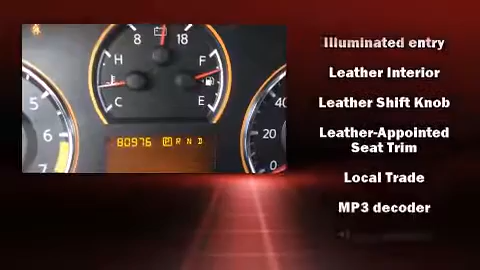 8 18
H F
C E
5
6
7
40
20
0
80976 P R N D
Illuminated entry
Leather Interior
Leather Shift Knob
Leather-Appointed
Seat Trim
Local Trade
MP3 decoder